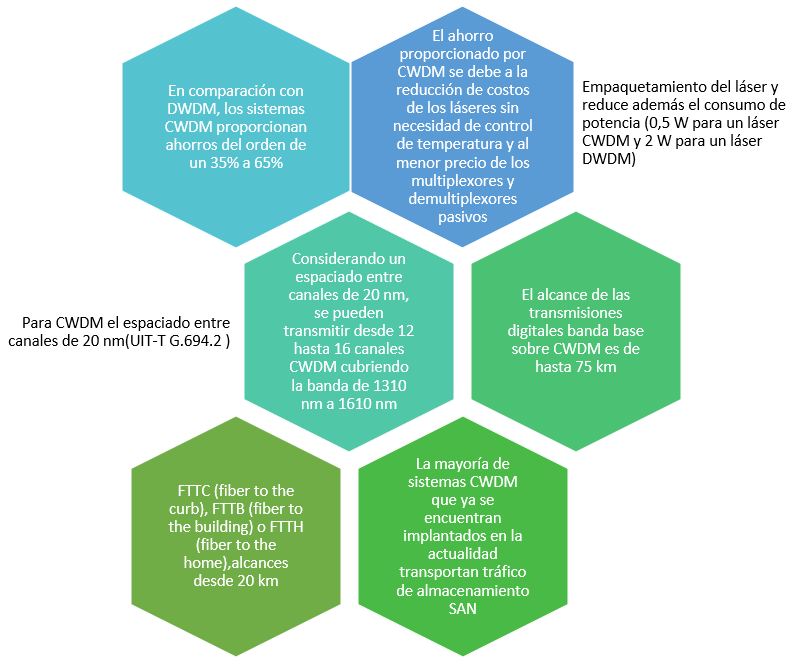 En comparación con
DWDM, los sistemas
CWDM proporcionan
ahorros del orden de
un 35% a 65%
El ahorro
proporcionado por
CWDM se debe a la
reducción de costos
de los láseres sin
necesidad de control
de temperatura y al
menor precio de los
multiplexores y
demultiplexores
pasivos
Empaquetamiento del láser y
reduce además el consumo de
potencia (0,5 W para un láser
CWDM y 2 W para un láser
DWDM)
Para CWDM el espaciado entre
canales de 20 nm(UIT-T G.694.2 )
Considerando un
espaciado entre
canales de 20 nm,
se pueden
transmitir desde 12
hasta 16 canales
CWDM cubriendo
la banda de 1310
nm a 1610 nm
El alcance de las
transmisiones
digitales banda base
sobre CWDM es de
hasta 75 km
FTTC (fiber to the
curb), FTTB (fiber to
the building) o FTTH
(fiber to the
home),alcances
desde 20 km
La mayoría de
sistemas CWDM
que ya se
encuentran
implantados en la
actualidad
transportan tráfico
de almacenamiento
SAN